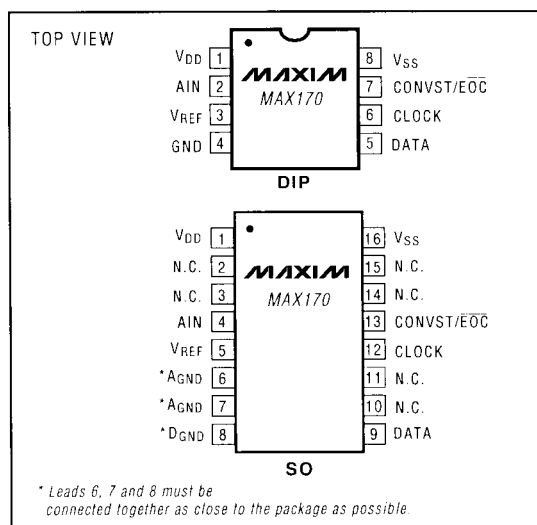 TOP VIEW
VDD 1
AIN 2
VREF 3
GND 4
8 VSS
7 CONVST/E̅O̅C̅
6 CLOCK
5 DATA
MAXIM
MAX170
DIP
VDD 1
N.C. 2
N.C. 3
AIN 4
VREF 5
*AGND 6
*AGND 7
*DGND 8
16 VSS
15 N.C.
14 N.C.
13 CONVST/E̅O̅C̅
12 CLOCK
11 N.C.
10 N.C.
9 DATA
MAXIM
MAX170
SO
* Leads 6, 7 and 8 must be
connected together as close to the package as possible.